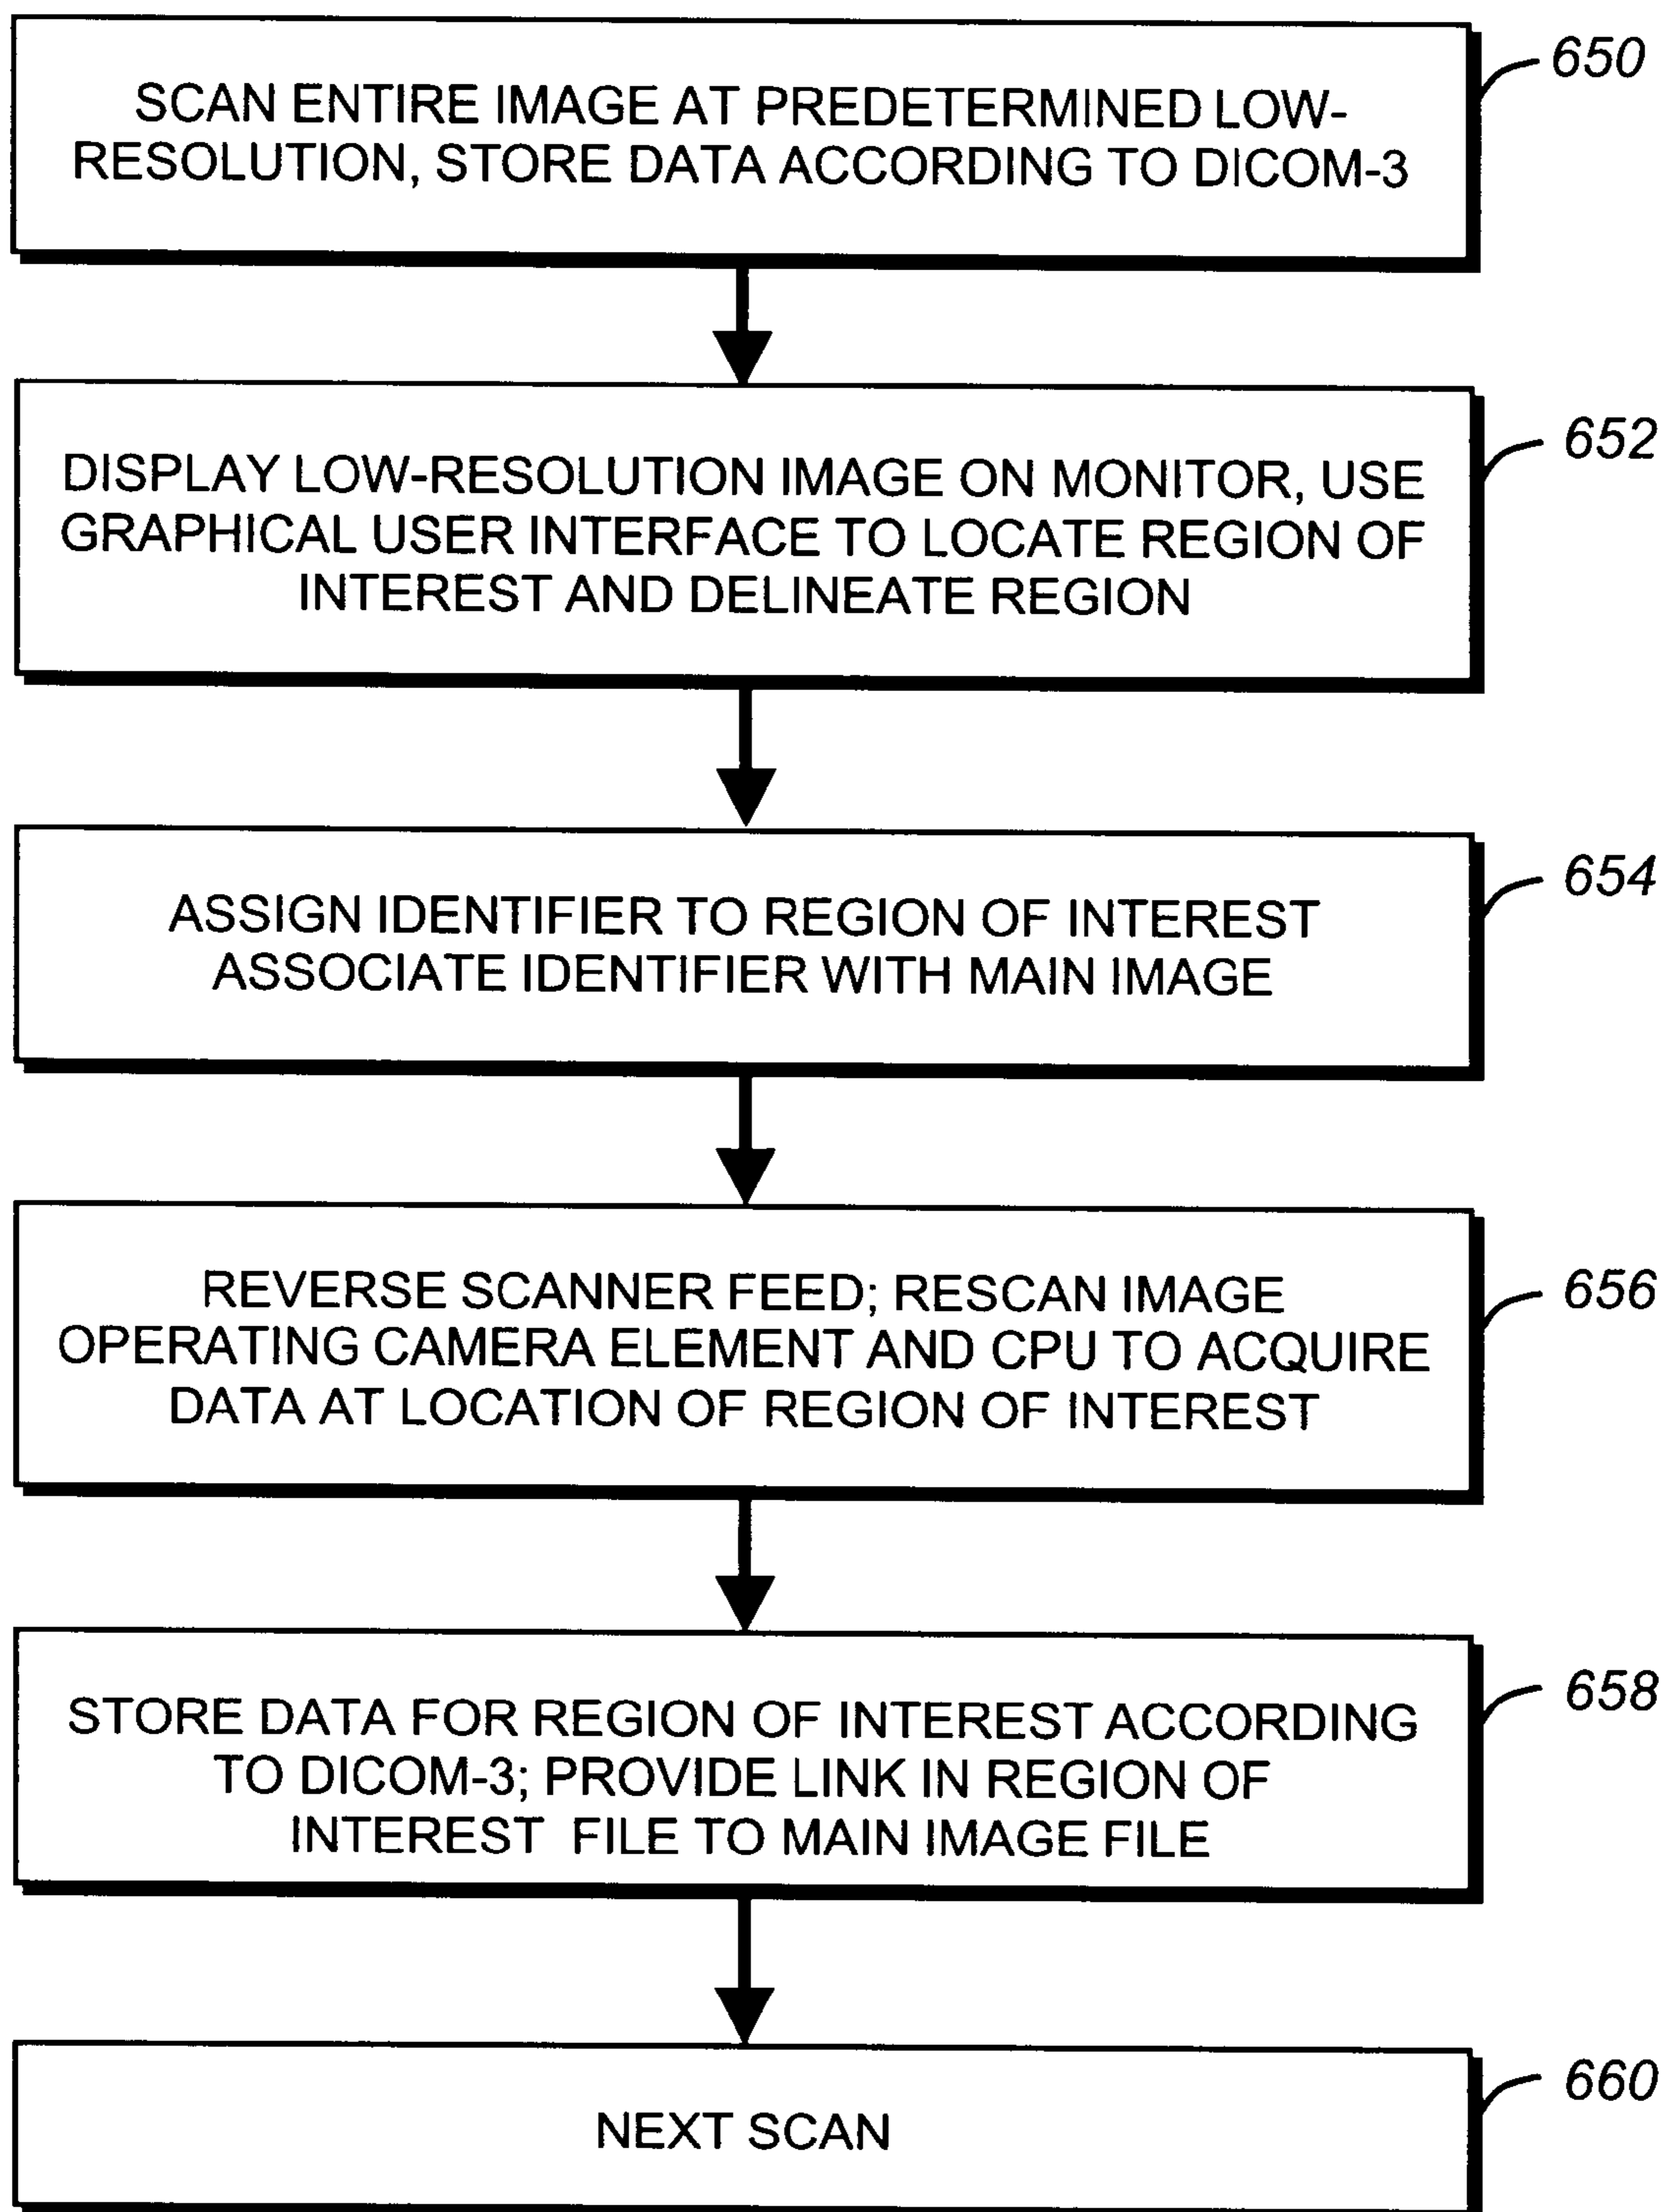 SCAN ENTIRE IMAGE AT PREDETERMINED LOW-
RESOLUTION, STORE DATA ACCORDING TO DICOM-3
650
DISPLAY LOW-RESOLUTION IMAGE ON MONITOR, USE
GRAPHICAL USER INTERFACE TO LOCATE REGION OF
INTEREST AND DELINEATE REGION
652
ASSIGN IDENTIFIER TO REGION OF INTEREST
ASSOCIATE IDENTIFIER WITH MAIN IMAGE
654
REVERSE SCANNER FEED; RESCAN IMAGE
OPERATING CAMERA ELEMENT AND CPU TO ACQUIRE
DATA AT LOCATION OF REGION OF INTEREST
656
STORE DATA FOR REGION OF INTEREST ACCORDING
TO DICOM-3; PROVIDE LINK IN REGION OF
INTEREST FILE TO MAIN IMAGE FILE
658
NEXT SCAN
660